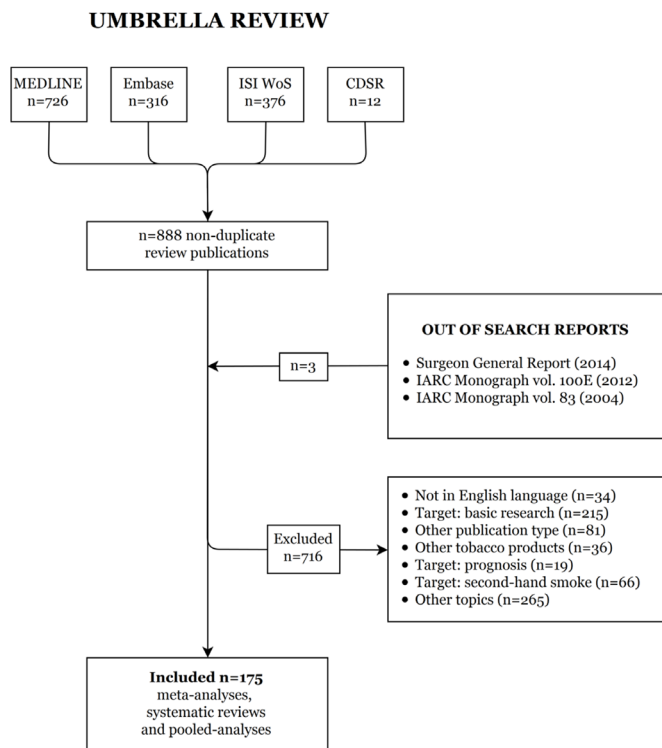 UMBRELLA REVIEW
MEDLINE
n=726
Embase
n=316
ISI WoS
n=376
CDSR
n=12
n=888 non-duplicate
review publications
OUT OF SEARCH REPORTS
• Surgeon General Report (2014)
• IARC Monograph vol. 100E (2012)
• IARC Monograph vol. 83 (2004)
n=3
• Not in English language (n=34)
• Target: basic research (n=215)
• Other publication type (n=81)
• Other tobacco products (n=36)
• Target: prognosis (n=19)
• Target: second-hand smoke (n=66)
• Other topics (n=265)
Excluded
n=716
Included n=175
meta-analyses,
systematic reviews
and pooled-analyses